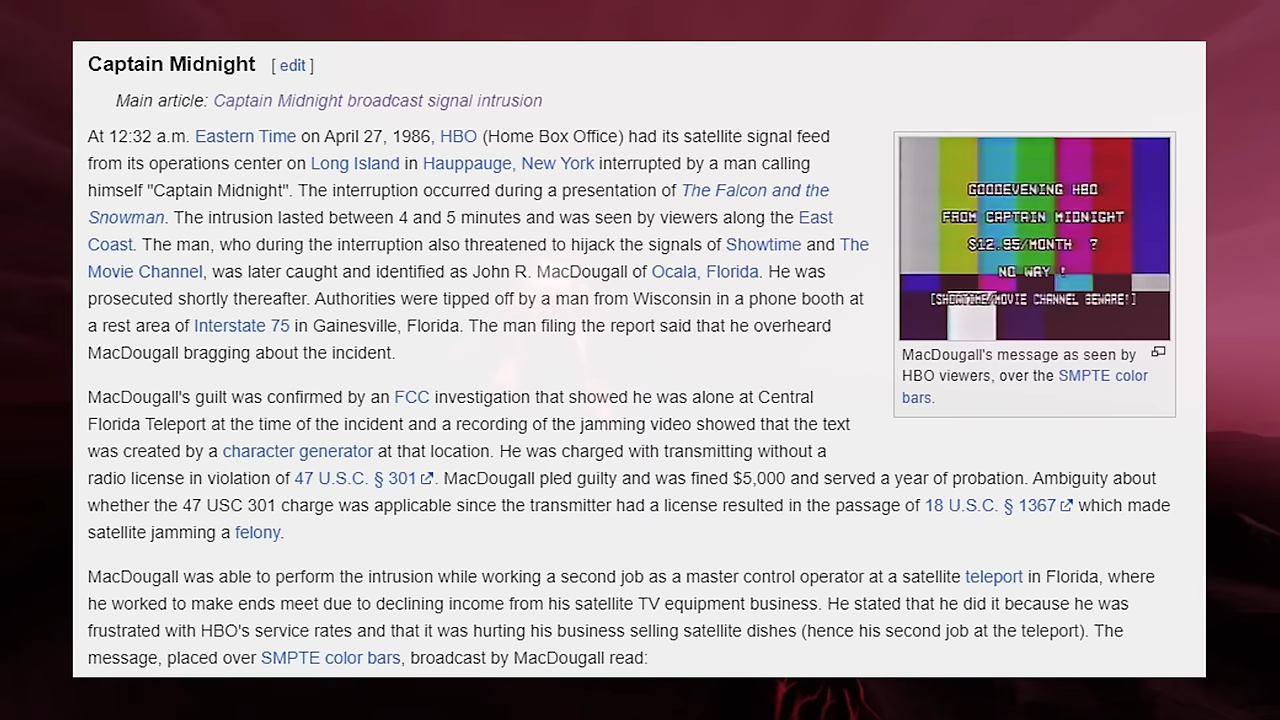 Captain Midnight [ edit ]
Main article: Captain Midnight broadcast signal intrusion
At 12:32 a.m. Eastern Time on April 27, 1986, HBO (Home Box Office) had its satellite signal feed
from its operations center on Long Island in Hauppauge, New York interrupted by a man calling
himself "Captain Midnight". The interruption occurred during a presentation of The Falcon and the
Snowman. The intrusion lasted between 4 and 5 minutes and was seen by viewers along the East
Coast. The man, who during the interruption also threatened to hijack the signals of Showtime and The
Movie Channel, was later caught and identified as John R. MacDougall of Ocala, Florida. He was
prosecuted shortly thereafter. Authorities were tipped off by a man from Wisconsin in a phone booth at
a rest area of Interstate 75 in Gainesville, Florida. The man filing the report said that he overheard
MacDougall bragging about the incident.
GOODEVENING HBO
FROM CAPTAIN MIDNIGHT
$12.95/MONTH ?
NO WAY !
[SHOWTIME/MOVIE CHANNEL BEWARE!]
MacDougall's message as seen by
HBO viewers, over the SMPTE color
bars.
MacDougall's guilt was confirmed by an FCC investigation that showed he was alone at Central
Florida Teleport at the time of the incident and a recording of the jamming video showed that the text
was created by a character generator at that location. He was charged with transmitting without a
radio license in violation of 47 U.S.C. § 301. MacDougall pled guilty and was fined $5,000 and served a year of probation. Ambiguity about
whether the 47 USC 301 charge was applicable since the transmitter had a license resulted in the passage of 18 U.S.C. § 1367 which made
satellite jamming a felony.
MacDougall was able to perform the intrusion while working a second job as a master control operator at a satellite teleport in Florida, where
he worked to make ends meet due to declining income from his satellite TV equipment business. He stated that he did it because he was
frustrated with HBO's service rates and that it was hurting his business selling satellite dishes (hence his second job at the teleport). The
message, placed over SMPTE color bars, broadcast by MacDougall read: